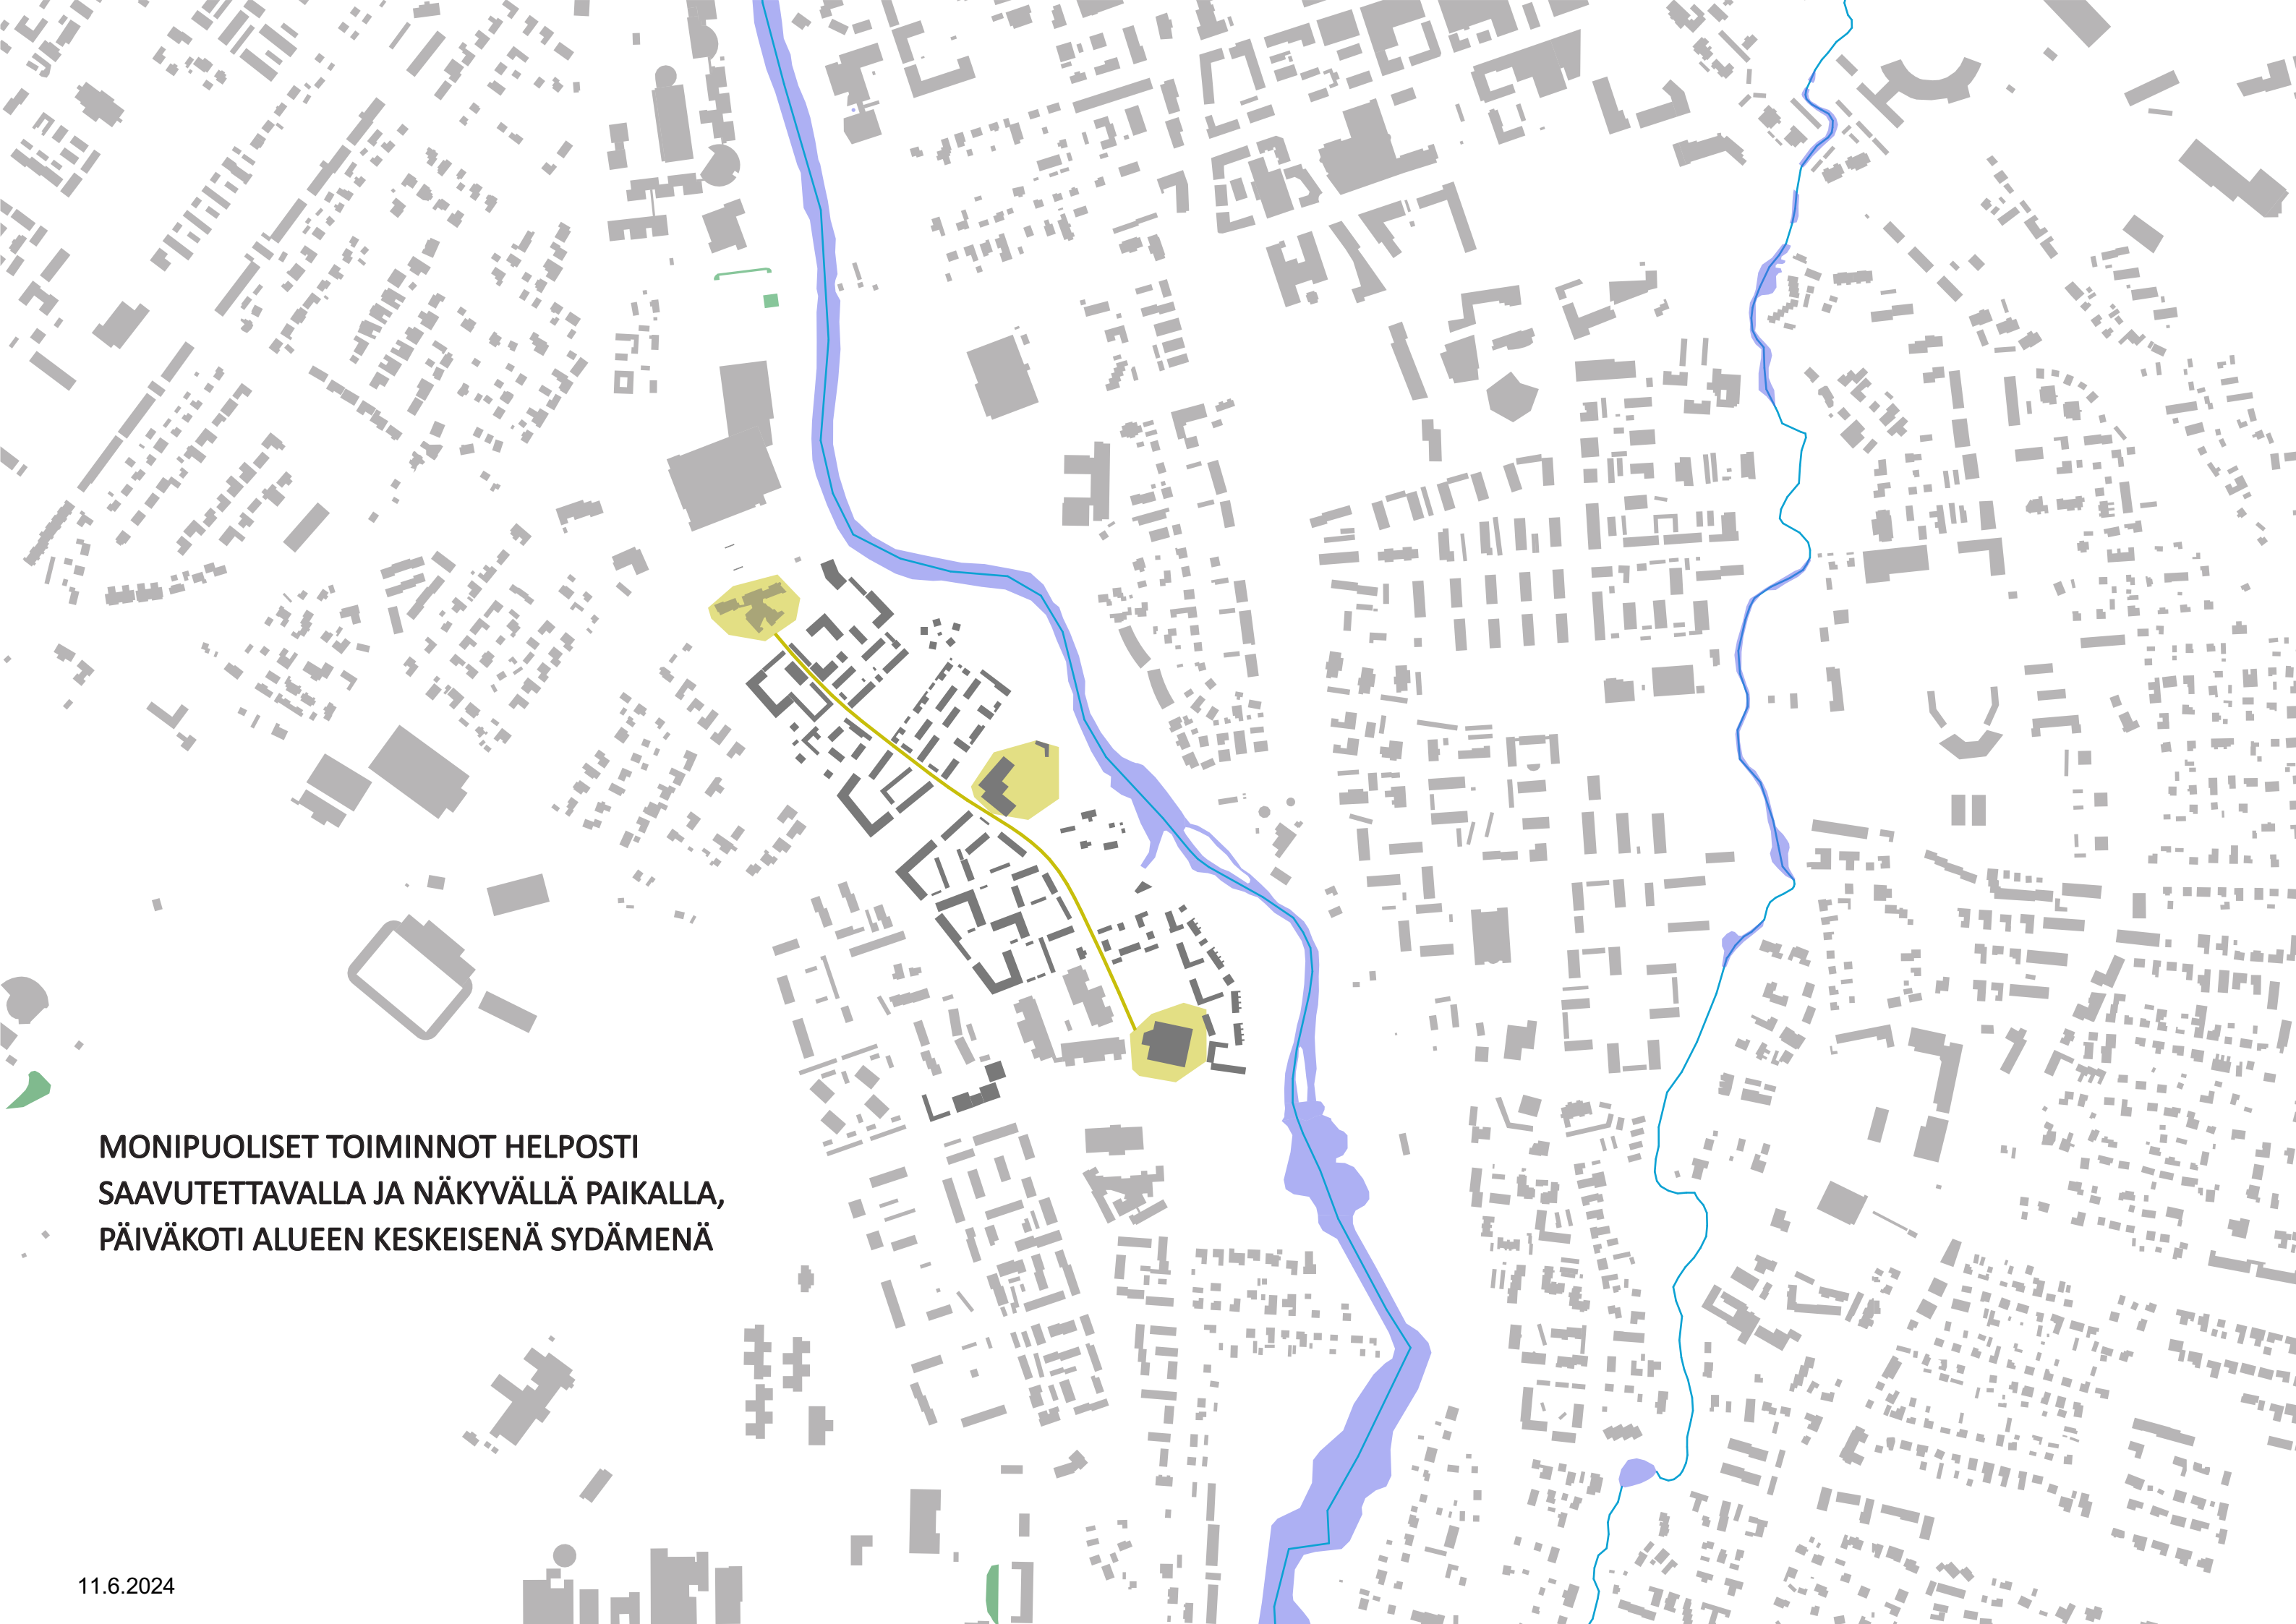 MONIPUOLISET TOIMINNOT HELPOSTI
SAAVUTETTAVALLA JA NÄKYVÄLLÄ PAIKALLA,
PÄIVÄKOTI ALUEEN KESKEISENÄ SYDÄMENÄ
11.6.2024